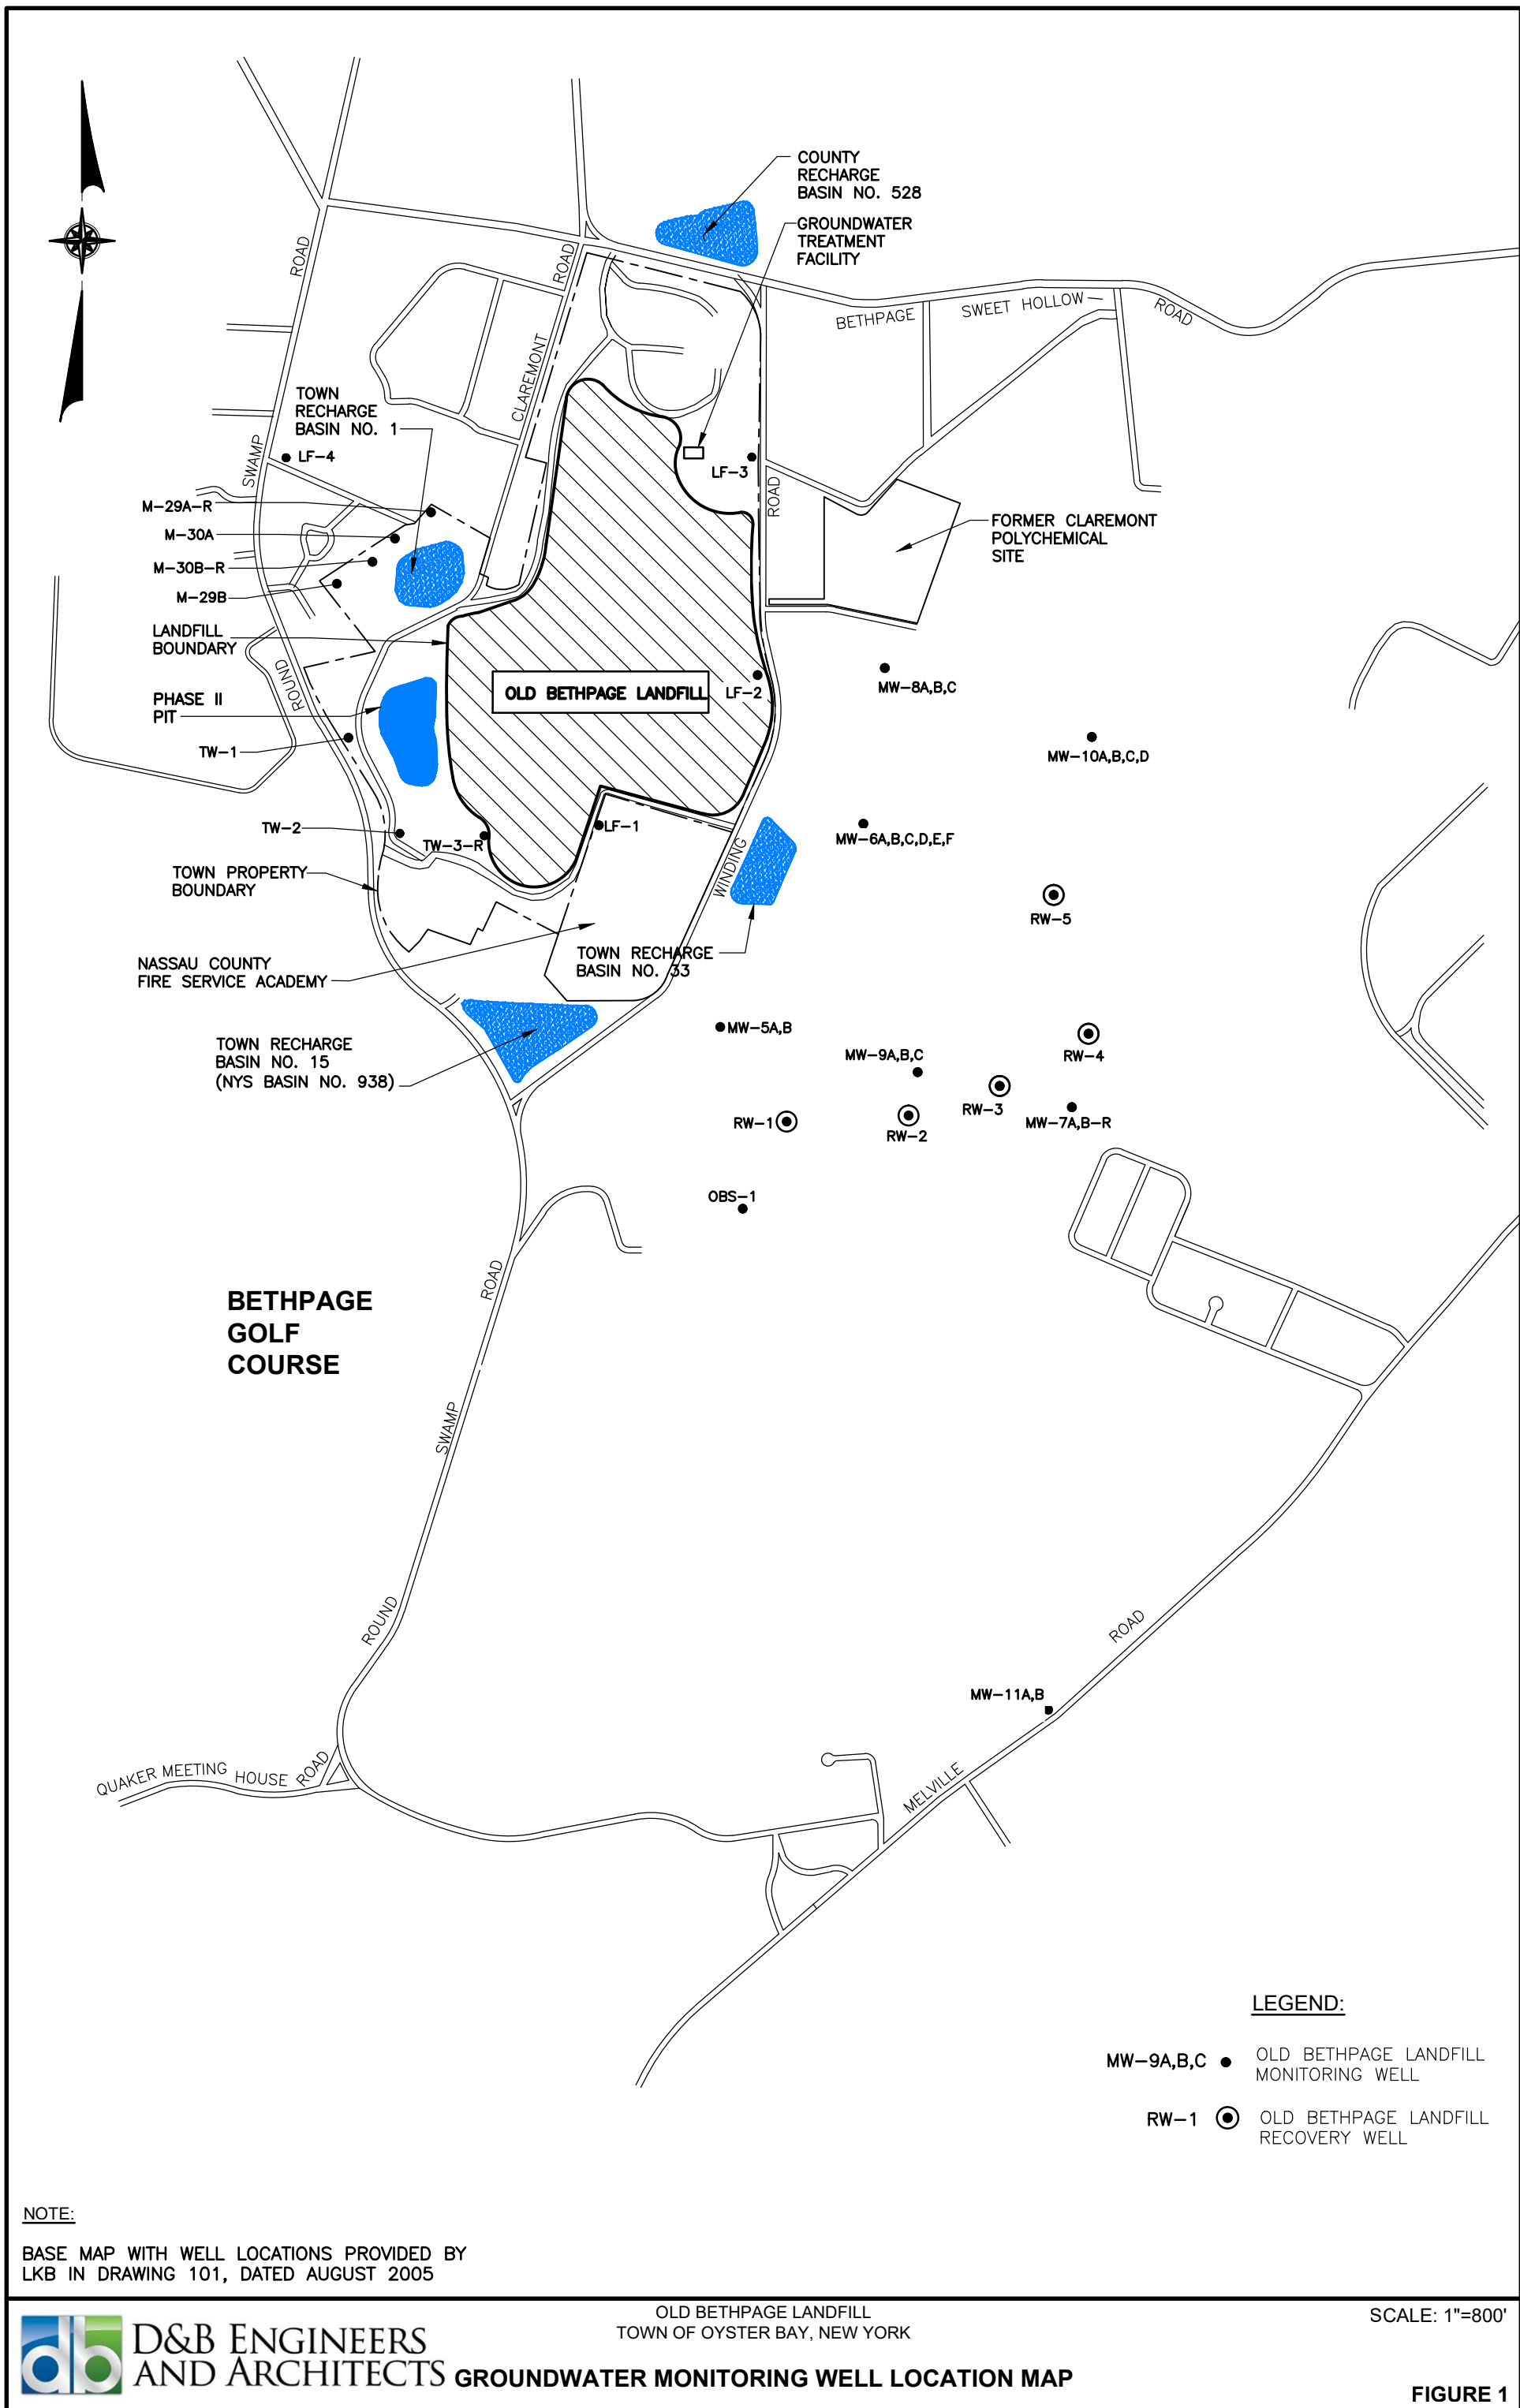 COUNTY
RECHARGE
BASIN NO. 528
GROUNDWATER
TREATMENT
FACILITY
ROAD
ROAD
CLAREMONT
BETHPAGE
SWEET HOLLOW
ROAD
TOWN
RECHARGE
BASIN NO. 1
SWAMP
LF-4
LF-3
ROAD
M-29A-R
M-30A
M-30B-R
M-29B
FORMER CLAREMONT
POLYCHEMICAL
SITE
LANDFILL
BOUNDARY
ROUND
PHASE II
PIT
OLD BETHPAGE LANDFILL
LF-2
MW-8A,B,C
TW-1
MW-10A,B,C,D
TW-2
TW-3-R
LF-1
MW-6A,B,C,D,E,F
WINDING
TOWN PROPERTY
BOUNDARY
RW-5
NASSAU COUNTY
FIRE SERVICE ACADEMY
TOWN RECHARGE
BASIN NO. 33
TOWN RECHARGE
BASIN NO. 15
(NYS BASIN NO. 938)
MW-5A,B
MW-9A,B,C
RW-4
RW-1
RW-2
RW-3
MW-7A,B-R
OBS-1
ROAD
BETHPAGE
GOLF
COURSE
SWAMP
ROUND
ROAD
MW-11A,B
QUAKER MEETING HOUSE ROAD
MELVILLE
LEGEND:
MW-9A,B,C
OLD BETHPAGE LANDFILL
MONITORING WELL
RW-1
OLD BETHPAGE LANDFILL
RECOVERY WELL
NOTE:
BASE MAP WITH WELL LOCATIONS PROVIDED BY
LKB IN DRAWING 101, DATED AUGUST 2005
db
D&B ENGINEERS
AND ARCHITECTS
OLD BETHPAGE LANDFILL
TOWN OF OYSTER BAY, NEW YORK
GROUNDWATER MONITORING WELL LOCATION MAP
SCALE: 1"=800'
FIGURE 1